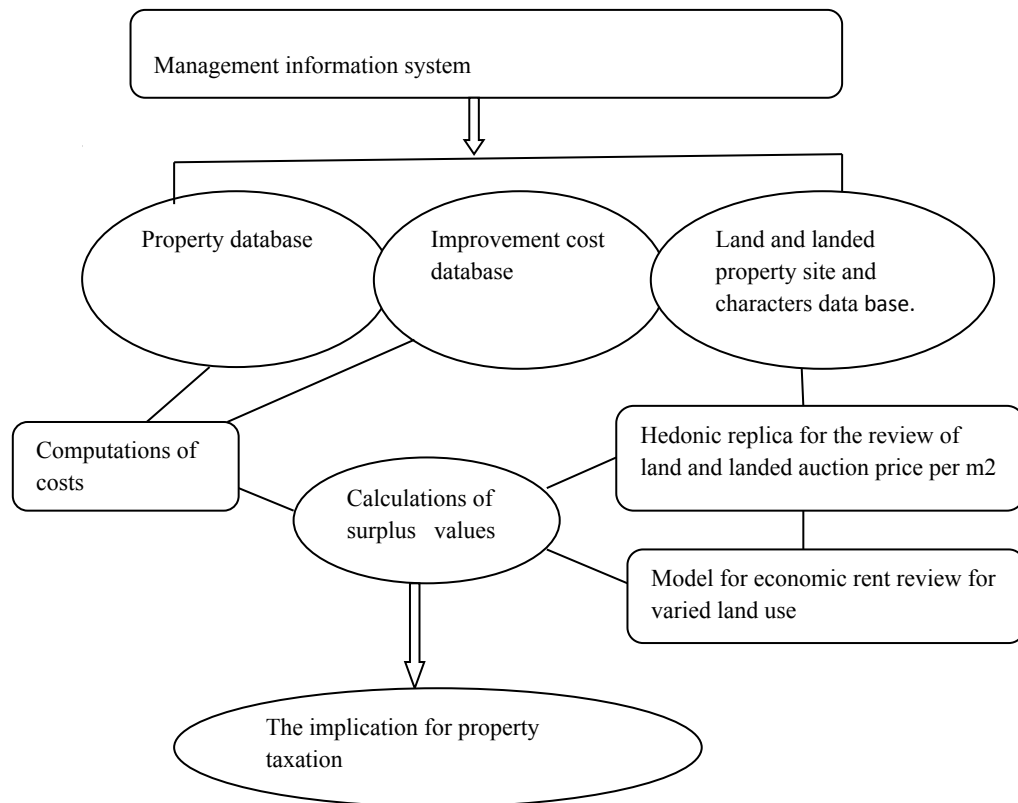 Management information system
Property database
Improvement cost
database
Land and landed
property site and
characters data base.
Computations of
costs
Hedonic replica for the review of
land and landed auction price per m2
Calculations of
surplus values
Model for economic rent review for
varied land use
The implication for property
taxation